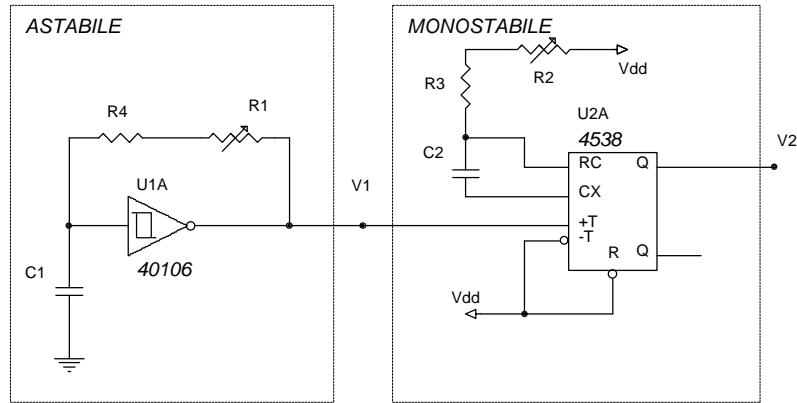 ASTABILE
R4
R1
U1A
40106
C1
V1
MONOSTABILE
R3
R2
Vdd
C2
U2A
4538
RC
Q
CX
+T
-T
R
Q
V2
Vdd